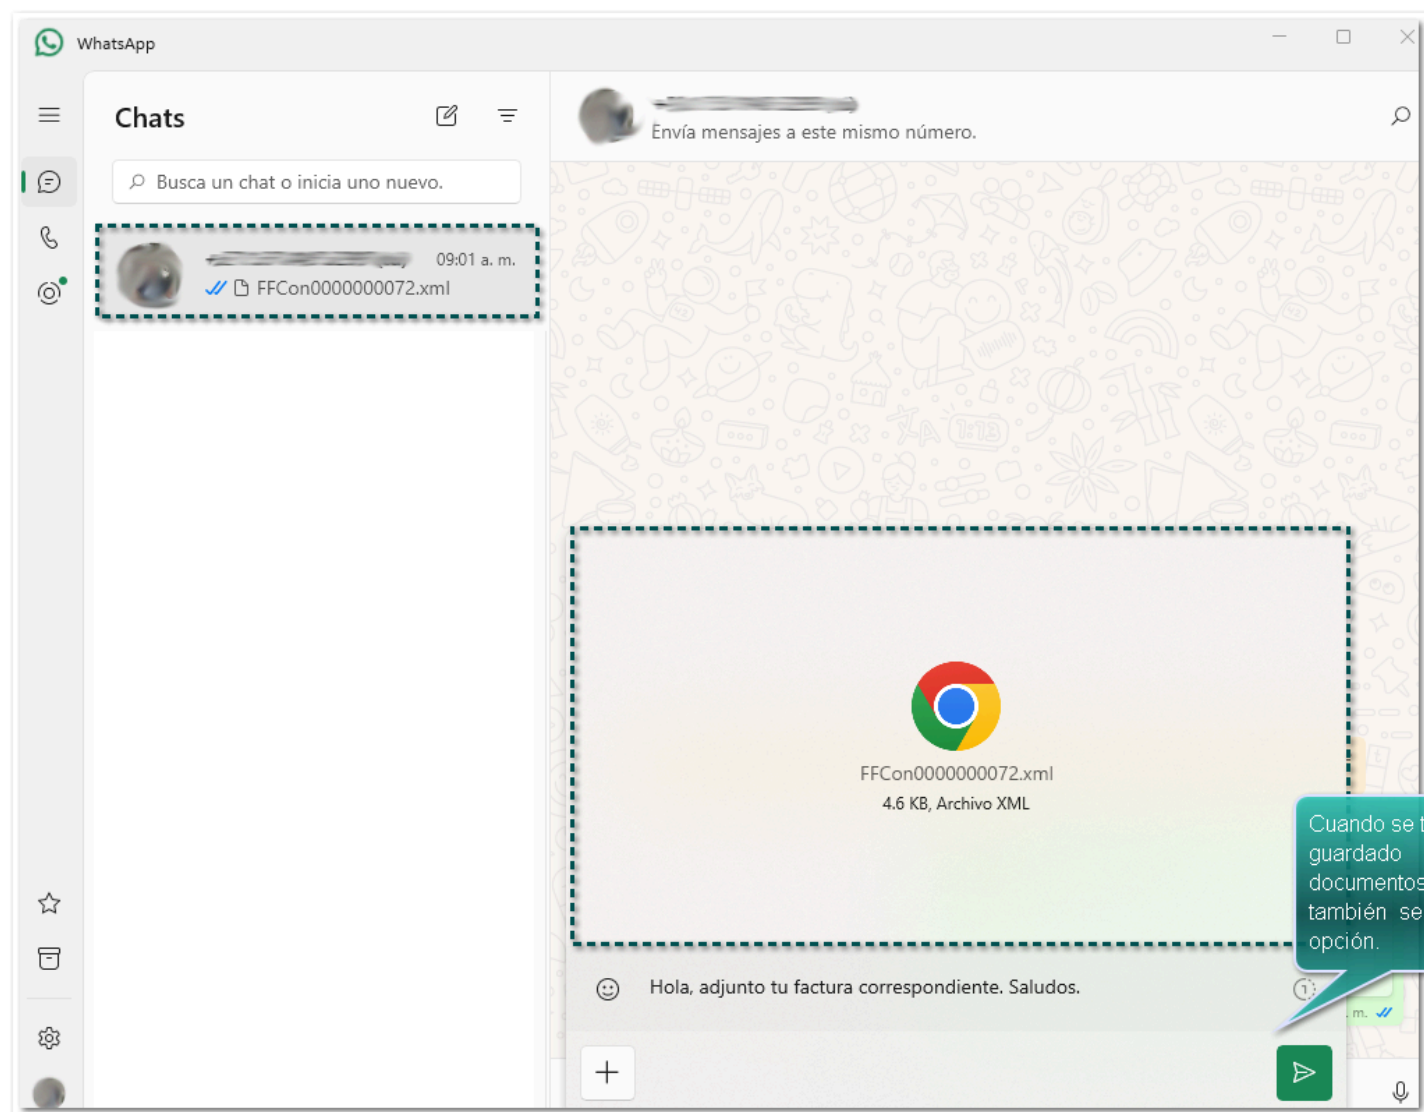 WhatsApp
Chats
Envía mensajes a este mismo número.
Busca un chat o inicia uno nuevo.
09:01 a. m.
FFCon0000000072.xml
FFCon0000000072.xml
4.6 KB, Archivo XML
Cuando se
guardado
documentos
también se
opción.
Hola, adjunto tu factura correspondiente. Saludos.
. m.